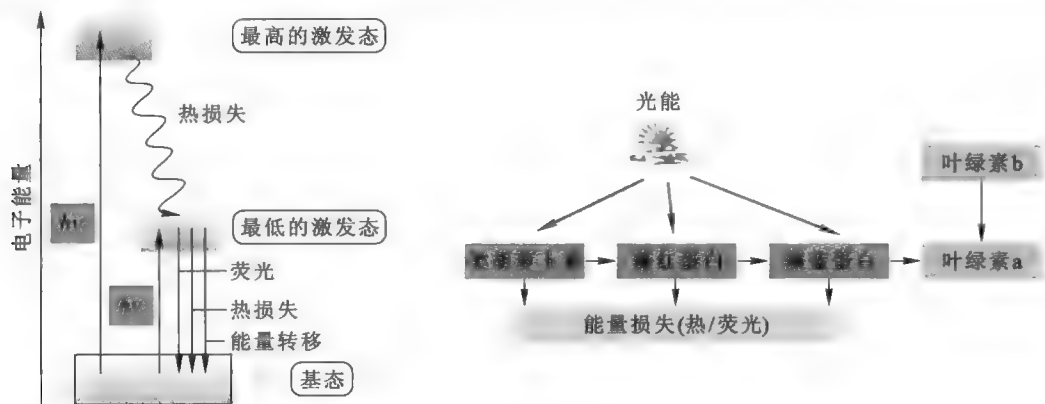 最高的激发态
热损失
电子能量
最低的激发态
荧光
热损失
能量转移
基态
光能
叶绿素b
叶绿素a
能量损失(热/荧光)